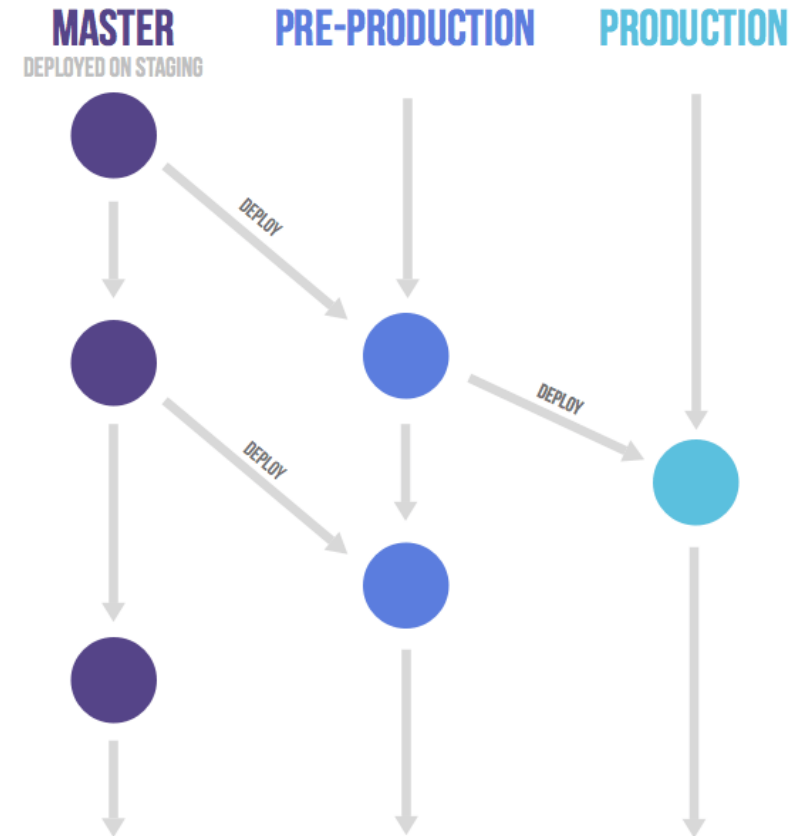 MASTER
DEPLOYED ON STAGING
PRE-PRODUCTION
PRODUCTION
DEPLOY
DEPLOY
DEPLOY